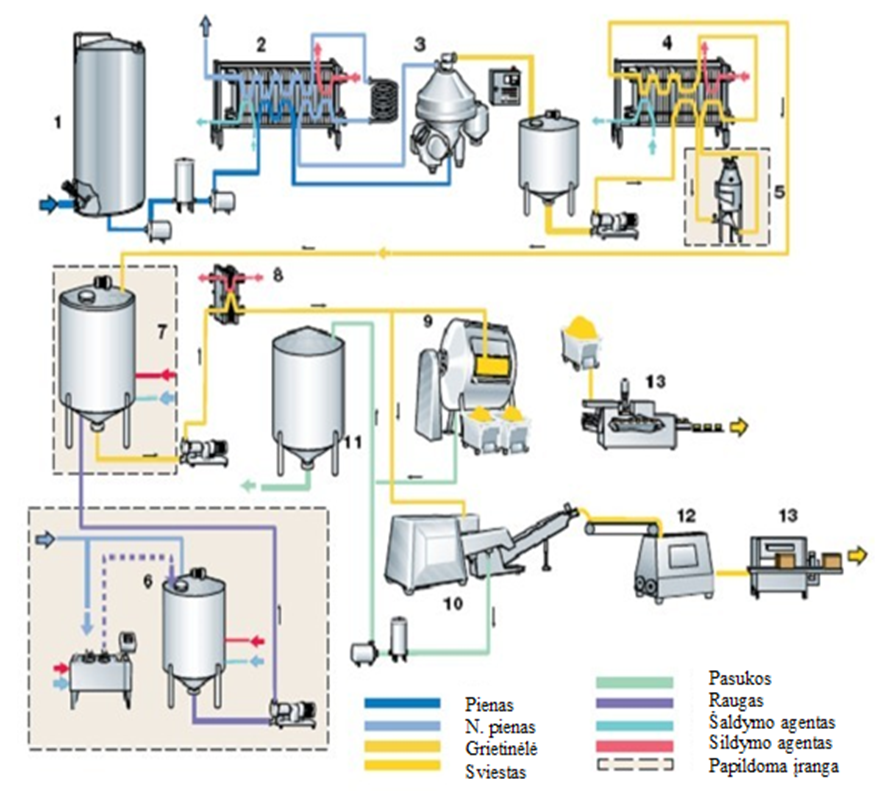 1
2
3
4
5
7
8
9
13
11
6
10
12
13
Pienas
N. pienas
Grietinėlė
Sviestas
Pasukos
Raugas
Šaldymo agentas
Sildymo agentas
Papildoma įranga